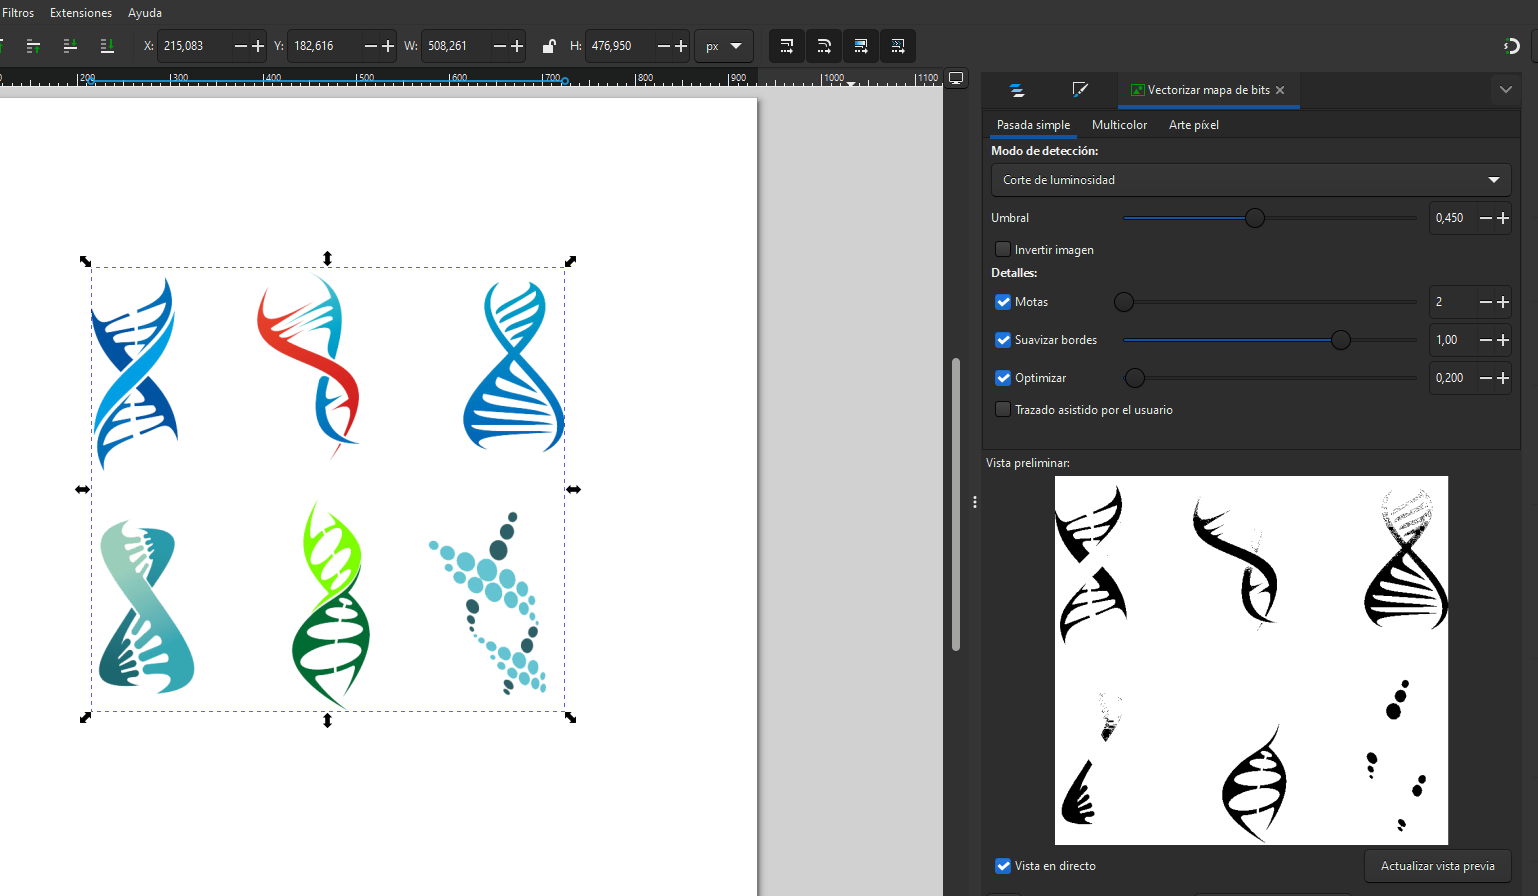 Filtros Extensiones Ayuda
X: 215,083 Y: 182,616 W: 508,261 H: 476,950 px
200 300 400 500 600 700 800 900 1000 1100
Vectorizar mapa de bits
Pasada simple Multicolor Arte píxel
Modo de detección:
Corte de luminosidad
Umbral 0,450
Invertir imagen
Detalles:
Motas 2
Suavizar bordes 1,00
Optimizar 0,200
Trazado asistido por el usuario
Vista preliminar:
Vista en directo Actualizar vista previa